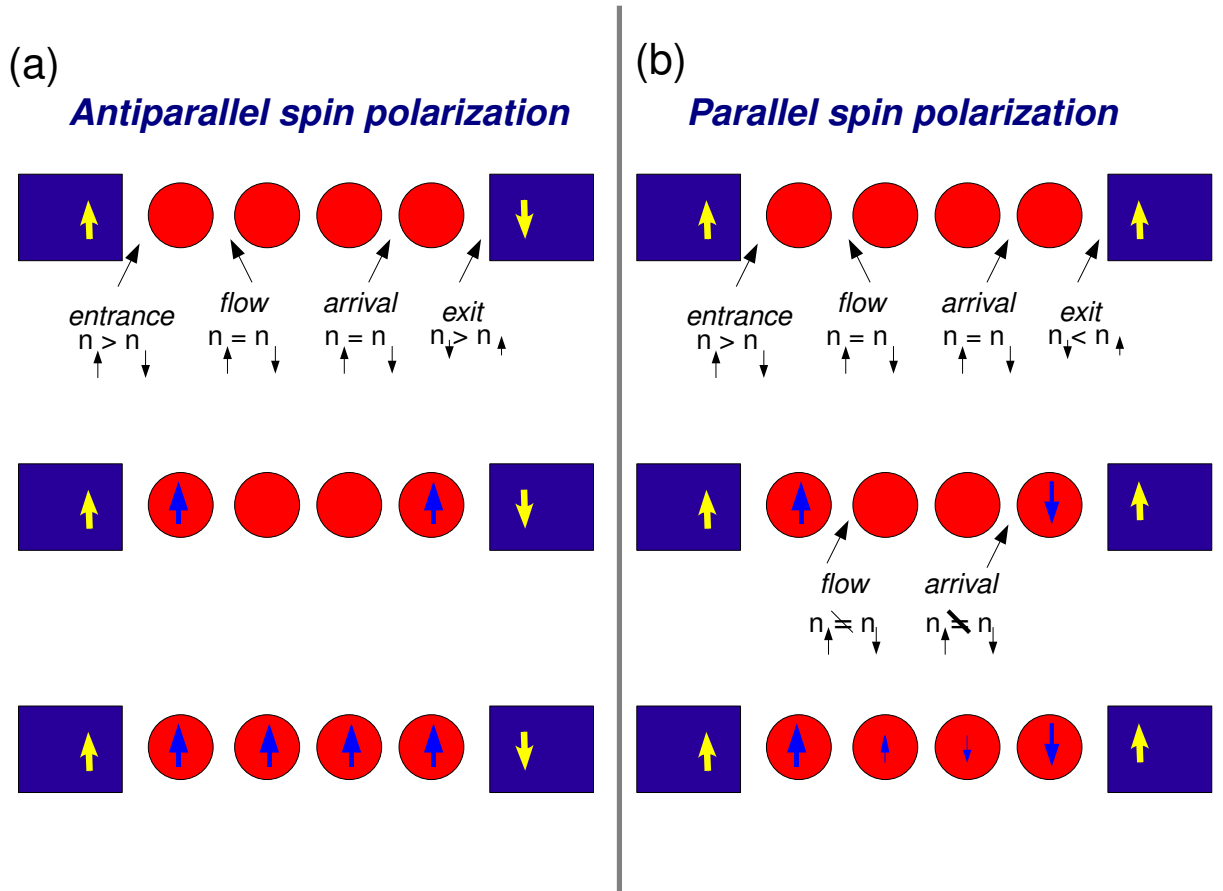 (a)
Antiparallel spin polarization
entrance
n↑ > n↓
flow
n↑ = n↓
arrival
n↑ = n↓
exit
n↓ > n↑
(b)
Parallel spin polarization
entrance
n↑ > n↓
flow
n↑ = n↓
arrival
n↑ = n↓
exit
n↓ < n↑
flow
n↑ ≠ n↓
arrival
n↑ ≠ n↓